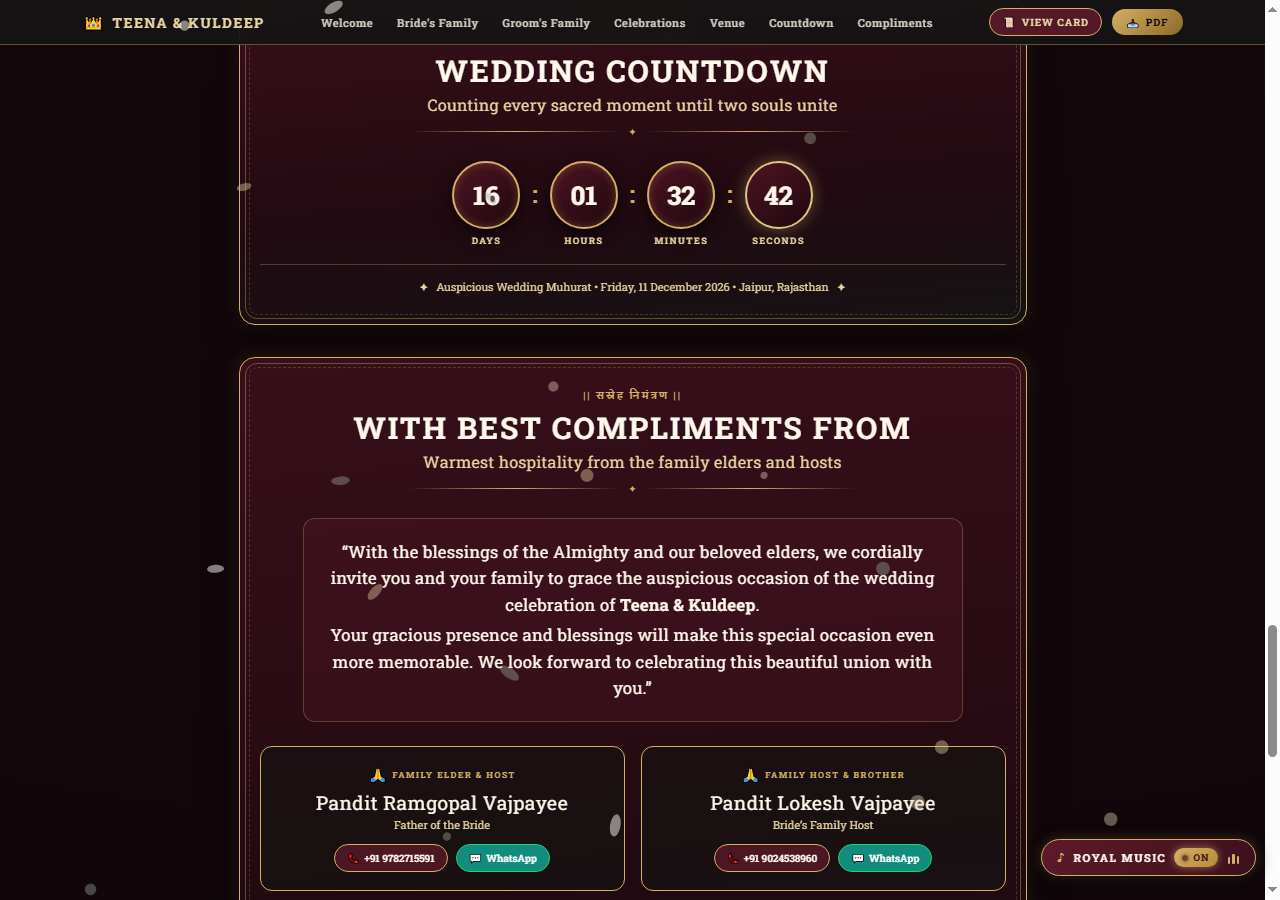 TEENA & KULDEEP
Welcome
Bride's Family
Groom's Family
Celebrations
Venue
Countdown
Compliments
VIEW CARD
PDF
WEDDING COUNTDOWN
Counting every sacred moment until two souls unite
16 : 01 : 32 : 42
DAYS HOURS MINUTES SECONDS
✦ Auspicious Wedding Muhurat • Friday, 11 December 2026 • Jaipur, Rajasthan ✦
|| सस्नेह निमंत्रण ||
WITH BEST COMPLIMENTS FROM
Warmest hospitality from the family elders and hosts
“With the blessings of the Almighty and our beloved elders, we cordially
invite you and your family to grace the auspicious occasion of the wedding
celebration of Teena & Kuldeep.
Your gracious presence and blessings will make this special occasion even
more memorable. We look forward to celebrating this beautiful union with
you.”
FAMILY ELDER & HOST
Pandit Ramgopal Vajpayee
Father of the Bride
+91 9782715591
WhatsApp
FAMILY HOST & BROTHER
Pandit Lokesh Vajpayee
Bride's Family Host
+91 9024538960
WhatsApp
ROYAL MUSIC
ON